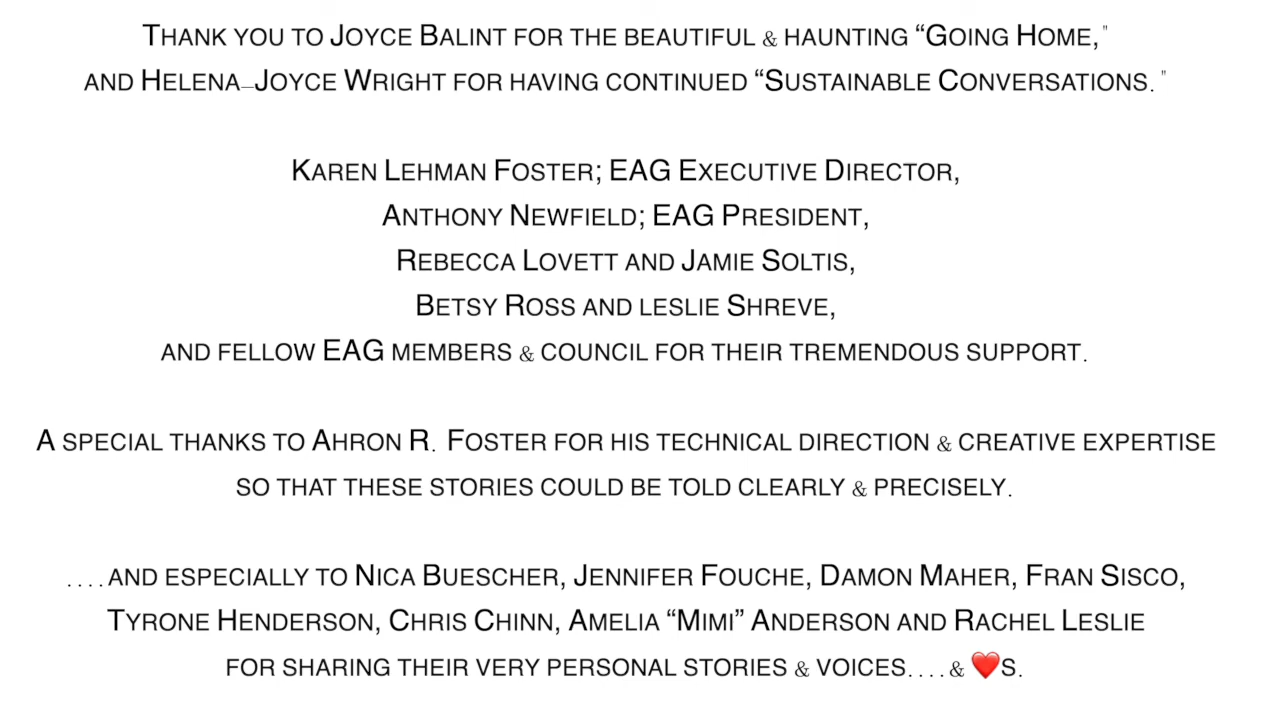 Thank you to Joyce Balint for the beautiful & haunting “Going Home,"
and Helena–Joyce Wright for having continued “Sustainable Conversations."
Karen Lehman Foster; EAG Executive Director,
Anthony Newfield; EAG President,
Rebecca Lovett and Jamie Soltis,
Betsy Ross and leslie Shreve,
and fellow EAG members & council for their tremendous support.
A special thanks to Ahron R. Foster for his technical direction & creative expertise
so that these stories could be told clearly & precisely.
....and especially to Nica Buescher, Jennifer Fouche, Damon Maher, Fran Sisco,
Tyrone Henderson, Chris Chinn, Amelia “Mimi” Anderson and Rachel Leslie
for sharing their very personal stories & voices....& ❤️s.